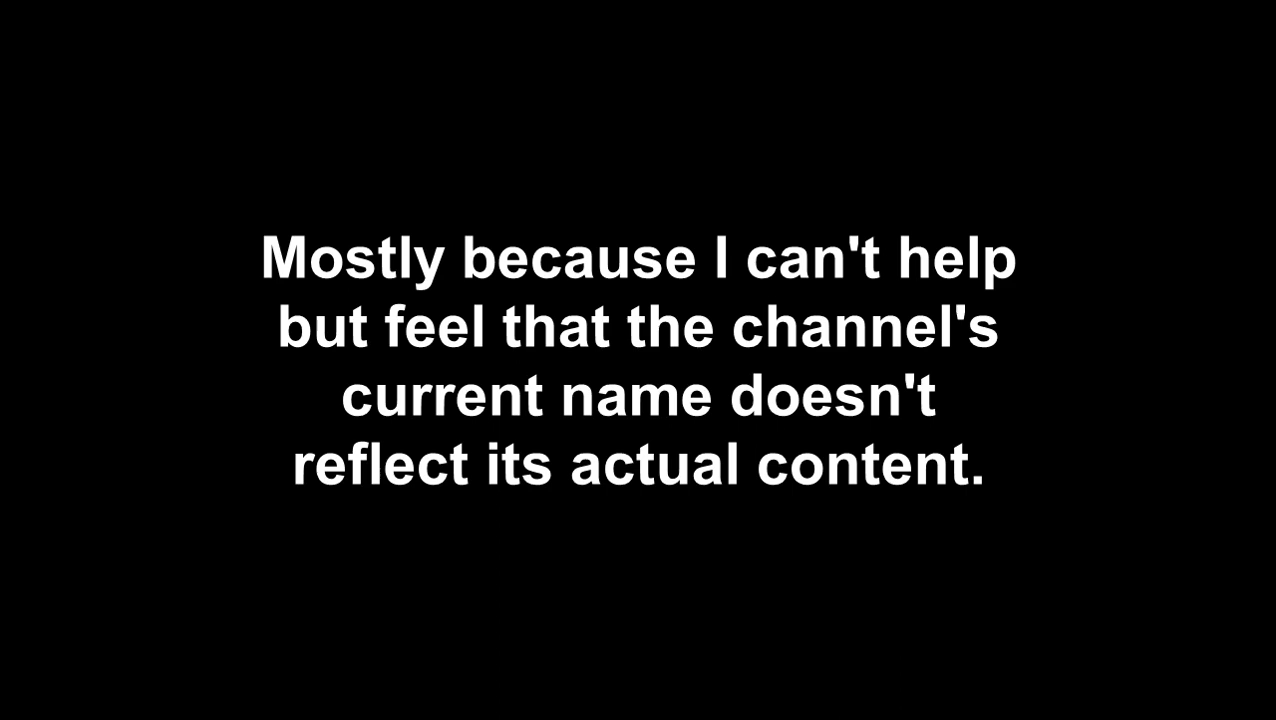 Mostly because I can't help
but feel that the channel's
current name doesn't
reflect its actual content.